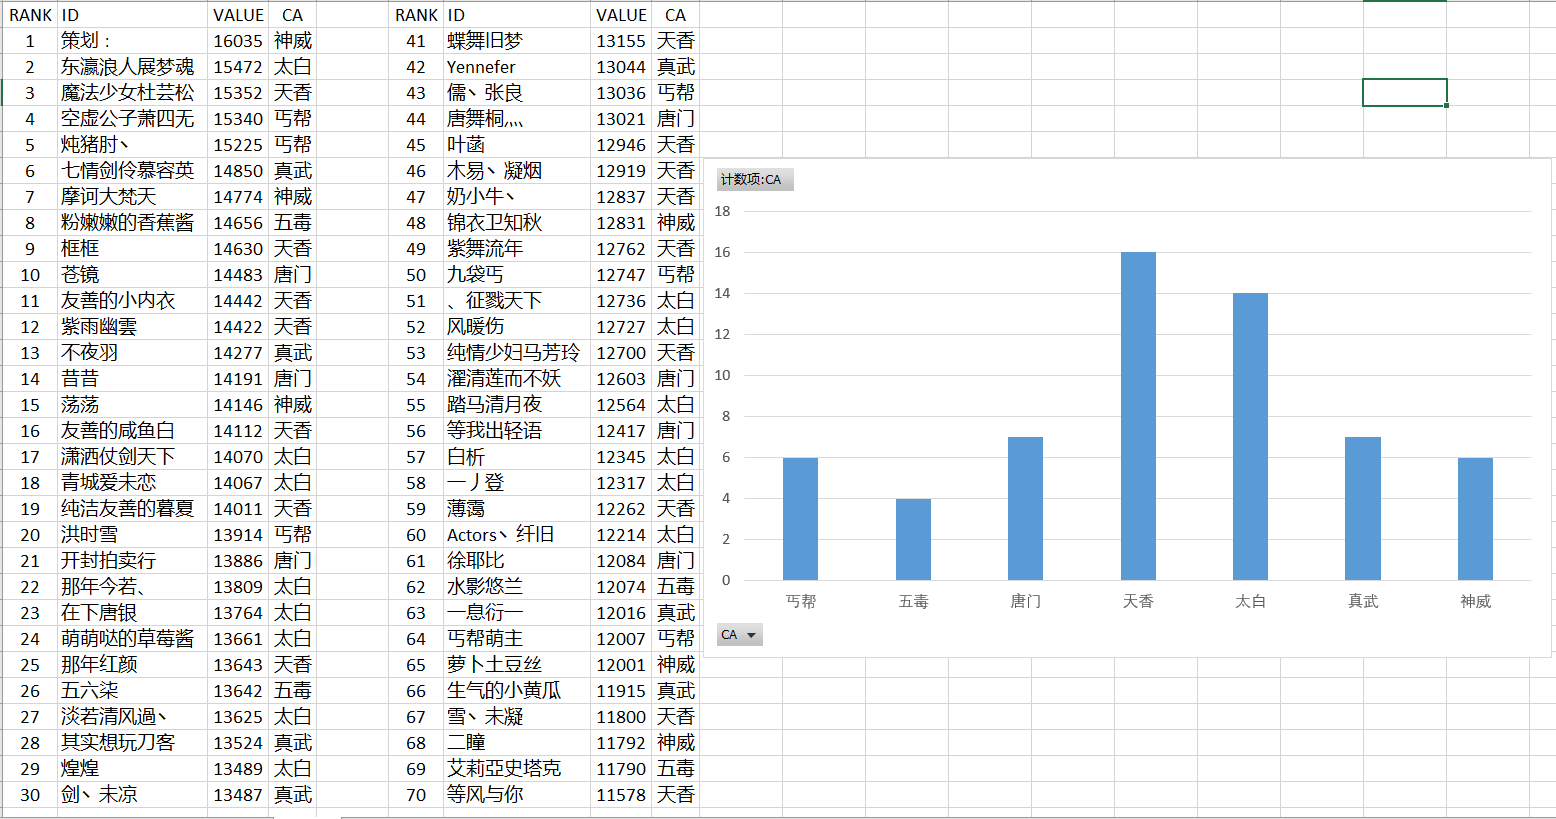 RANK ID VALUE CA RANK ID VALUE CA
1 策划： 16035 神威 41 蝶舞旧梦 13155 天香
2 东瀛浪人展梦魂 15472 太白 42 Yennefer 13044 真武
3 魔法少女杜芸松 15352 天香 43 儒丶张良 13036 丐帮
4 空虚公子萧四无 15340 丐帮 44 唐舞桐灬 13021 唐门
5 炖猪肘丶 15225 丐帮 45 叶菡 12946 天香
6 七情剑伶慕容英 14850 真武 46 木易丶凝烟 12919 天香
7 摩诃大梵天 14774 神威 47 奶小牛丶 12837 天香
8 粉嫩嫩的香蕉酱 14656 五毒 48 锦衣卫知秋 12831 神威
9 框框 14630 天香 49 紫舞流年 12762 天香
10 苍镜 14483 唐门 50 九袋丐 12747 丐帮
11 友善的小内衣 14442 天香 51 、征戮天下 12736 太白
12 紫雨幽雲 14422 天香 52 风暖伤 12727 太白
13 不夜羽 14277 真武 53 纯情少妇马芳玲 12700 天香
14 昔昔 14191 唐门 54 濯清莲而不妖 12603 唐门
15 荡荡 14146 神威 55 踏马清月夜 12564 太白
16 友善的咸鱼白 14112 天香 56 等我出轻语 12417 唐门
17 潇洒仗剑天下 14070 太白 57 白析 12345 太白
18 青城爱未恋 14067 太白 58 一丿登 12317 太白
19 纯洁友善的暮夏 14011 天香 59 薄霭 12262 天香
20 洪时雪 13914 丐帮 60 Actors丶纤旧 12214 太白
21 开封拍卖行 13886 唐门 61 徐耶比 12084 唐门
22 那年今若、 13809 太白 62 水影悠兰 12074 五毒
23 在下唐银 13764 太白 63 一息衍一 12016 真武
24 萌萌哒的草莓酱 13661 太白 64 丐帮萌主 12007 丐帮
25 那年红颜 13643 天香 65 萝卜土豆丝 12001 神威
26 五六柒 13642 五毒 66 生气的小黄瓜 11915 真武
27 淡若清风過丶 13625 太白 67 雪丶未凝 11800 天香
28 其实想玩刀客 13524 真武 68 二瞳 11792 神威
29 煌煌 13489 太白 69 艾莉亞史塔克 11790 五毒
30 剑丶未凉 13487 真武 70 等风与你 11578 天香
计数项:CA
18
16
14
12
10
8
6
4
2
0
丐帮 五毒 唐门 天香 太白 真武 神威
CA